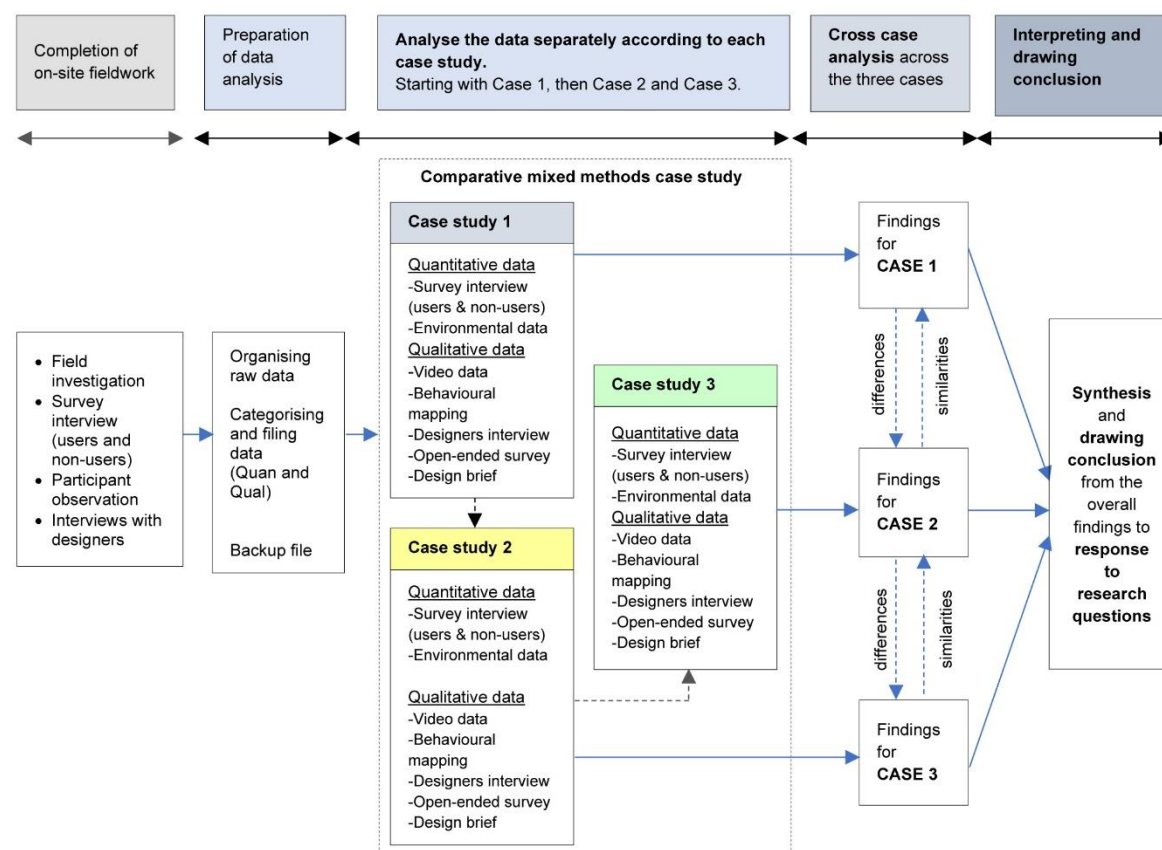 Completion of
on-site fieldwork
Preparation
of data
analysis
Analyse the data separately according to each
case study.
Starting with Case 1, then Case 2 and Case 3.
Cross case
analysis across
the three cases
Interpreting and
drawing
conclusion
Comparative mixed methods case study
• Field
investigation
• Survey
interview
(users and
non-users)
• Participant
observation
• Interviews with
designers
Organising
raw data
Categorising
and filing
data
(Quan and
Qual)
Backup file
Case study 1
Quantitative data
-Survey interview
(users & non-users)
-Environmental data
Qualitative data
-Video data
-Behavioural
mapping
-Designers interview
-Open-ended survey
-Design brief
Case study 2
Quantitative data
-Survey interview
(users & non-users)
-Environmental data
Qualitative data
-Video data
-Behavioural
mapping
-Designers interview
-Open-ended survey
-Design brief
Case study 3
Quantitative data
-Survey interview
(users & non-users)
-Environmental data
Qualitative data
-Video data
-Behavioural
mapping
-Designers interview
-Open-ended survey
-Design brief
Findings
for
CASE 1
differences
similarities
Findings
for
CASE 2
differences
similarities
Findings
for
CASE 3
Synthesis
and
drawing
conclusion
from the
overall
findings to
response
to
research
questions